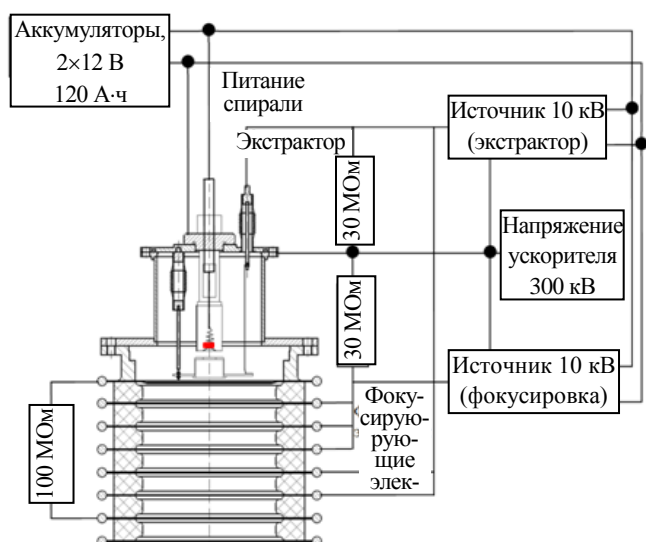 Аккумуляторы,
2×12 В
120 А·ч
Питание
спирали
Экстрактор
30 МОм
Источник 10 кВ
(экстрактор)
Напряжение
ускорителя
300 кВ
30 МОм
Источник 10 кВ
(фокусировка)
100 МОм
Фоку-
сирую-
рую-
щие
элек-